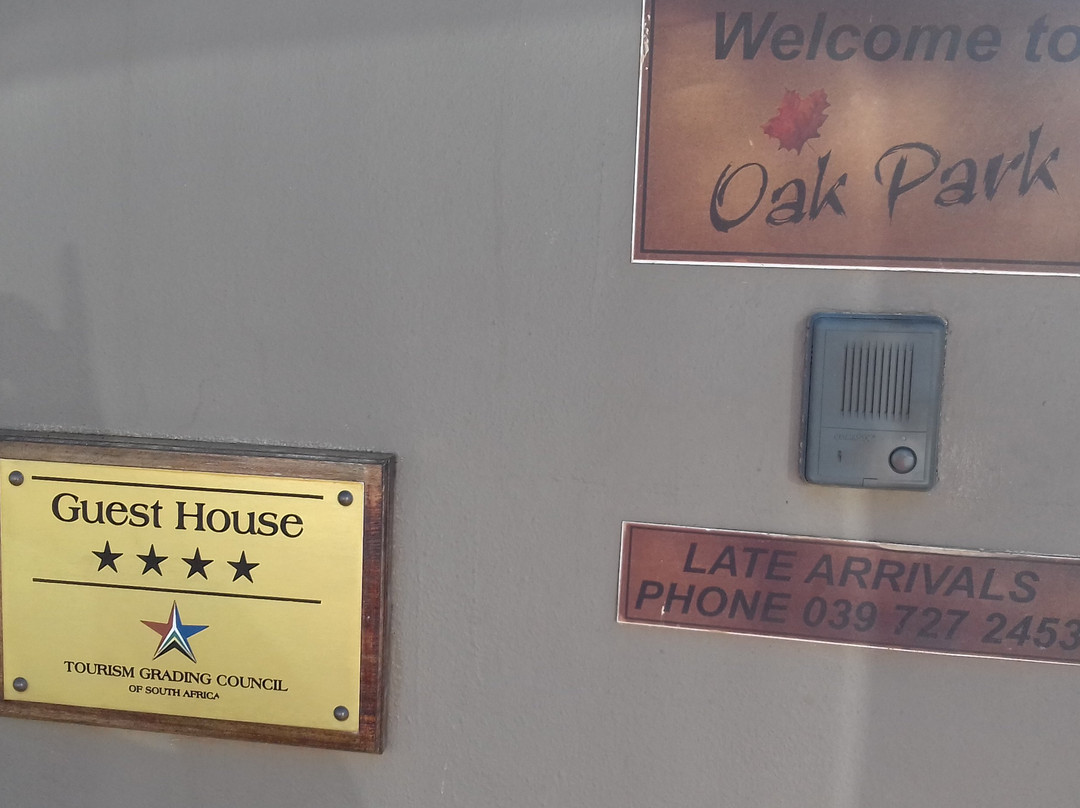 Welcome to
Oak Park
Guest House
★★★★
TOURISM GRADING COUNCIL
OF SOUTH AFRICA
LATE ARRIVALS
PHONE 039 727 2453